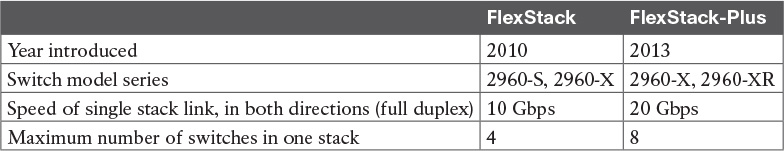 FlexStack FlexStack-Plus
Year introduced 2010 2013
Switch model series 2960-S, 2960-X 2960-X, 2960-XR
Speed of single stack link, in both directions (full duplex) 10 Gbps 20 Gbps
Maximum number of switches in one stack 4 8